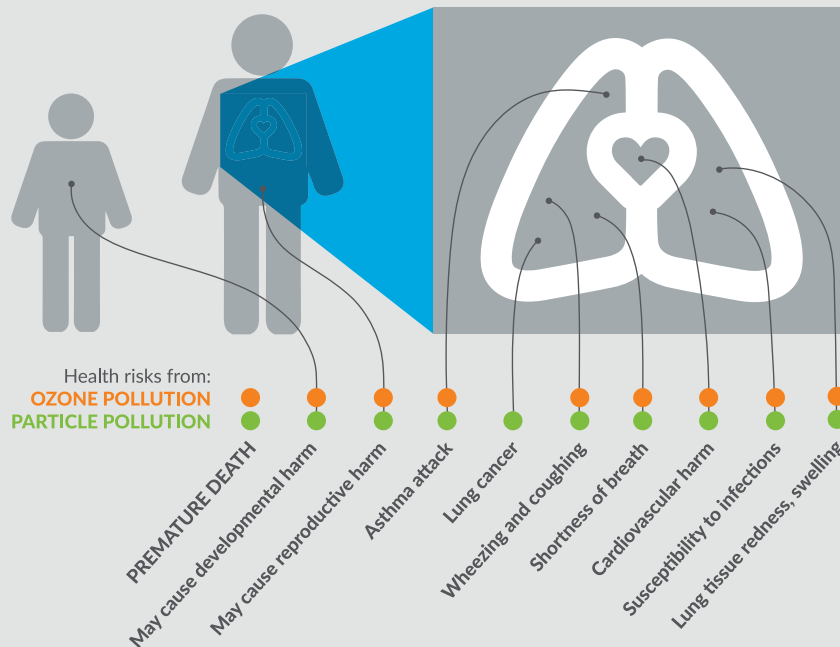 Health risks from:
OZONE POLLUTION
PARTICLE POLLUTION
PREMATURE DEATH
May cause developmental harm
May cause reproductive harm
Asthma attack
Lung cancer
Wheezing and coughing
Shortness of breath
Cardiovascular harm
Susceptibility to infections
Lung tissue redness, swelling